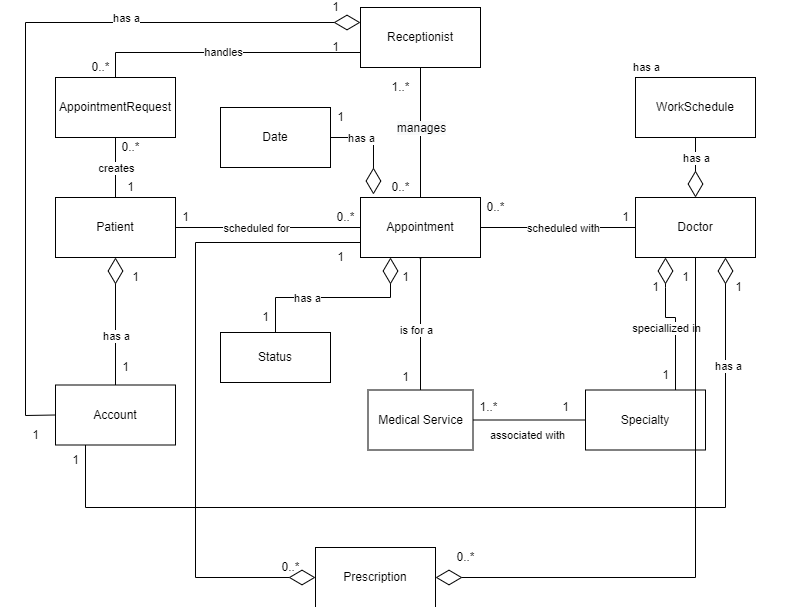 1
has a
Receptionist
handles
1
0..*
has a
1..*
AppointmentRequest
WorkSchedule
1
Date
has a
manages
0..*
creates
has a
1
0..*
0..*
1
0..*
1
Patient
scheduled for
Appointment
scheduled with
Doctor
1
1
1
1
1
1
has a
1
is for a
speciallized in
has a
Status
has a
1
1
1
1..*
1
Account
Medical Service
Specialty
1
associated with
1
0..*
0..*
Prescription